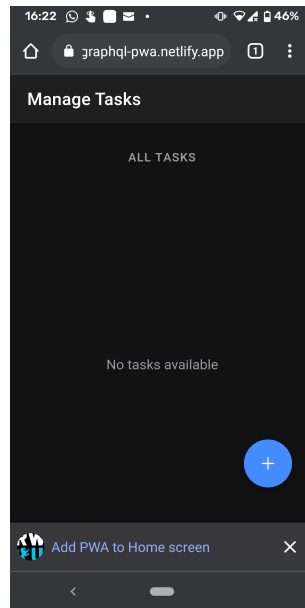 16:22 46%
graphql-pwa.netlify.app 1
Manage Tasks
ALL TASKS
No tasks available
Add PWA to Home screen